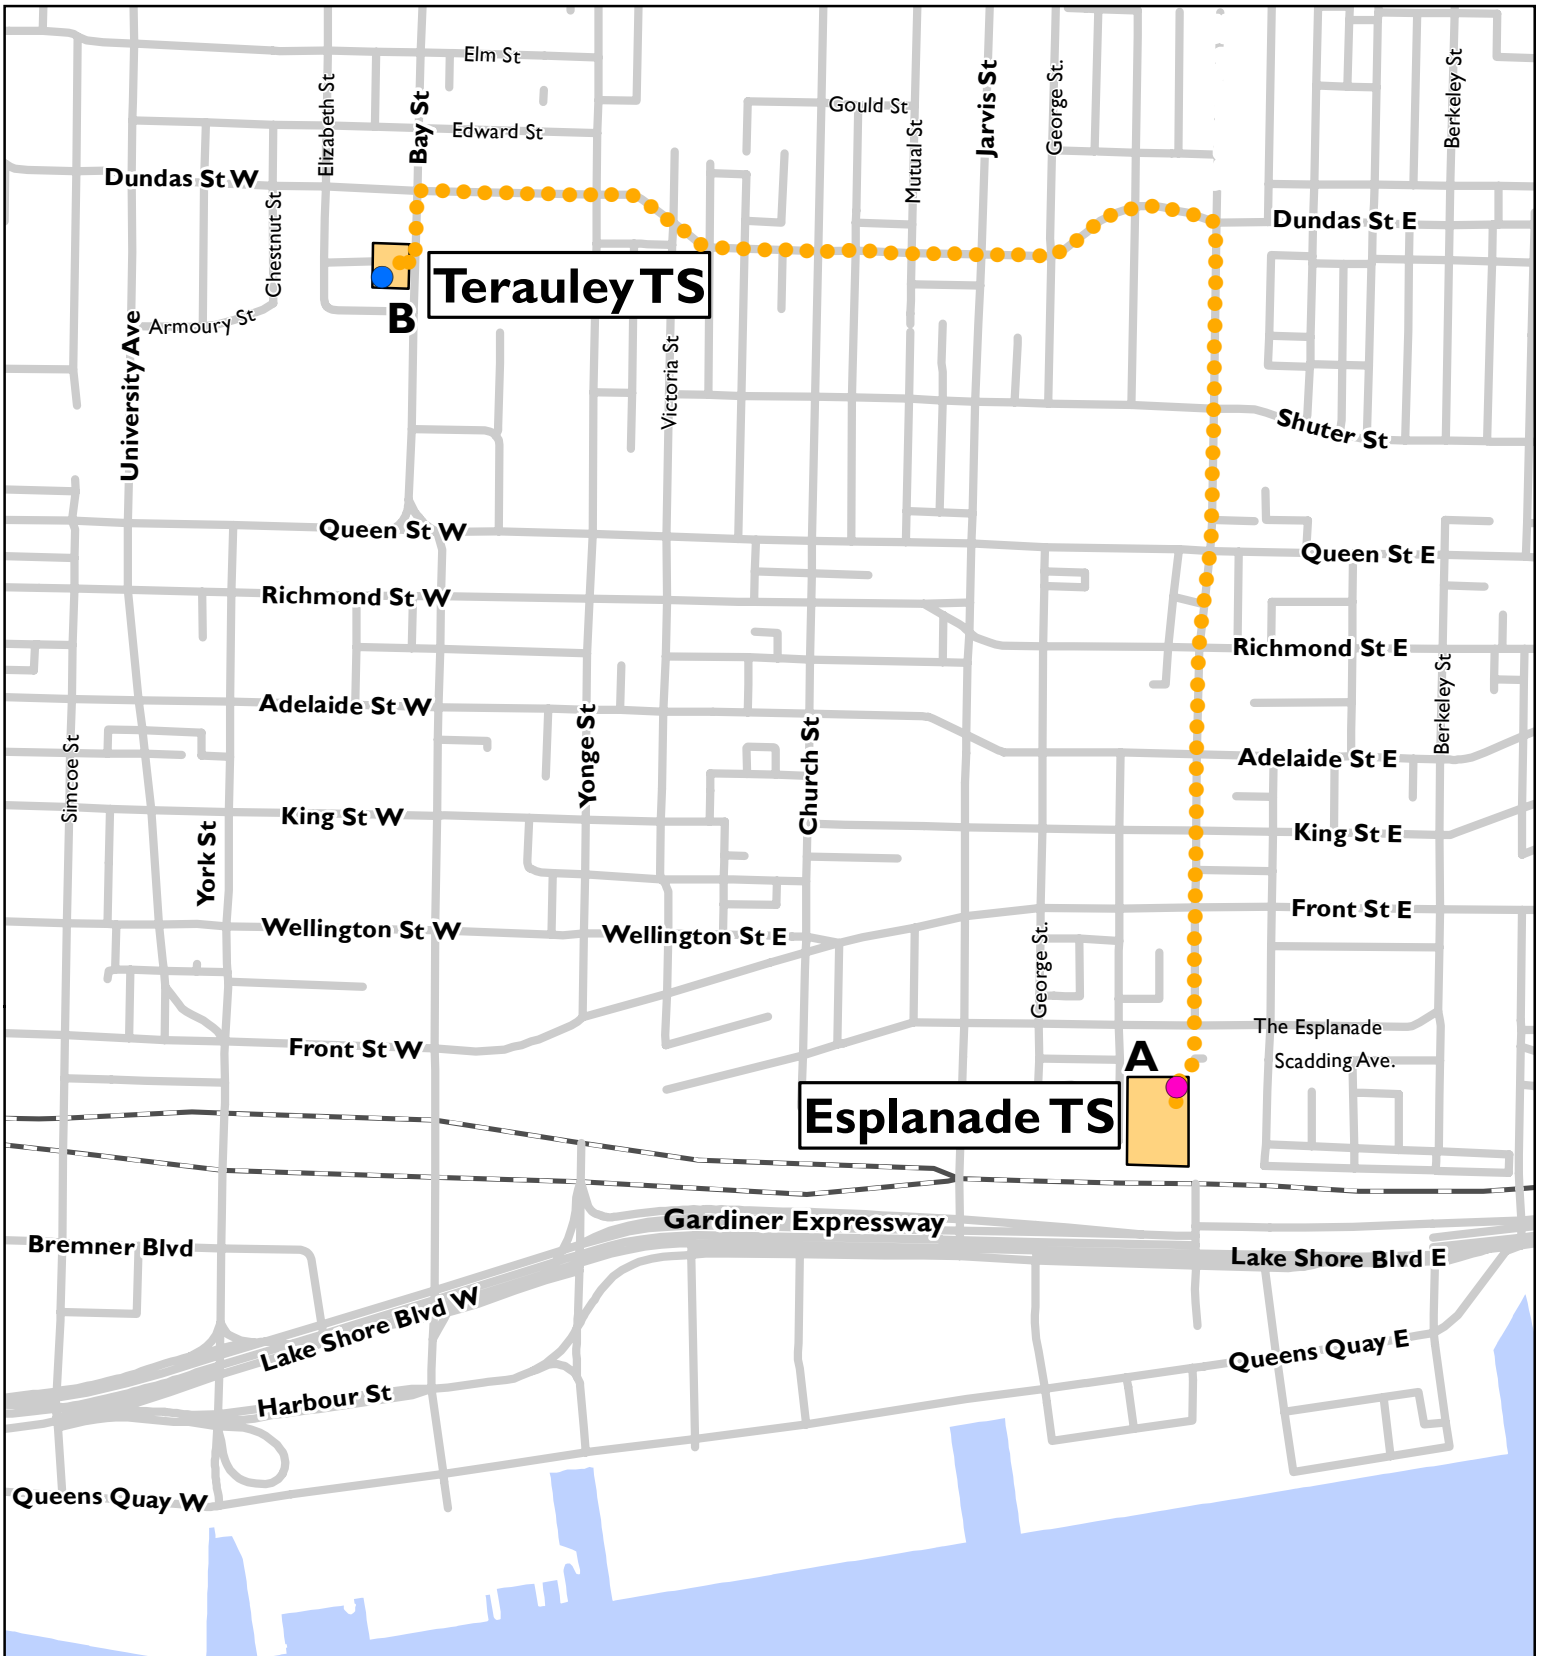 Elm St
Elizabeth St
Bay St
Edward St
Gould St
Mutual St
Jarvis St
George St.
Berkeley St
Dundas St W
Chestnut St
Dundas St E
Terauley TS
B
Armoury St
University Ave
Victoria St
Shuter St
Queen St W
Queen St E
Richmond St W
Richmond St E
Berkeley St
Adelaide St W
Yonge St
Church St
Adelaide St E
Simcoe St
King St W
York St
King St E
Front St E
Wellington St W
Wellington St E
George St.
The Esplanade
Front St W
A
Scadding Ave.
Esplanade TS
Gardiner Expressway
Bremner Blvd
Lake Shore Blvd E
Lake Shore Blvd W
Queens Quay E
Harbour St
Queens Quay W